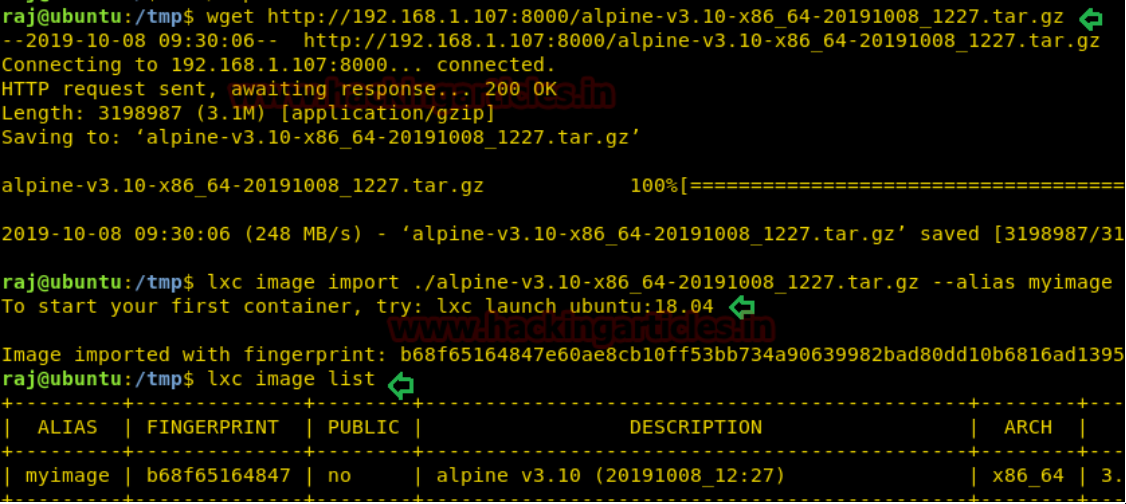 raj@ubuntu:/tmp$ wget http://192.168.1.107:8000/alpine-v3.10-x86_64-20191008_1227.tar.gz
--2019-10-08 09:30:06--  http://192.168.1.107:8000/alpine-v3.10-x86_64-20191008_1227.tar.gz
Connecting to 192.168.1.107:8000... connected.
HTTP request sent, awaiting response... 200 OK
www.hackingarticles.in
Length: 3198987 (3.1M) [application/gzip]
Saving to: ‘alpine-v3.10-x86_64-20191008_1227.tar.gz’
alpine-v3.10-x86_64-20191008_1227.tar.gz            100%[====================================
2019-10-08 09:30:06 (248 MB/s) - ‘alpine-v3.10-x86_64-20191008_1227.tar.gz’ saved [3198987/31
raj@ubuntu:/tmp$ lxc image import ./alpine-v3.10-x86_64-20191008_1227.tar.gz --alias myimage
To start your first container, try: lxc launch ubuntu:18.04
www.hackingarticles.in
Image imported with fingerprint: b68f65164847e60ae8cb10ff53bb734a90639982bad80dd10b6816ad1395
raj@ubuntu:/tmp$ lxc image list
+---------+--------------+--------+----------------------------------------------+--------+---
|  ALIAS  | FINGERPRINT  | PUBLIC |                 DESCRIPTION                  |  ARCH  |
+---------+--------------+--------+----------------------------------------------+--------+---
| myimage | b68f65164847 | no     | alpine v3.10 (20191008_12:27)                | x86_64 | 3.
+---------+--------------+--------+----------------------------------------------+--------+---